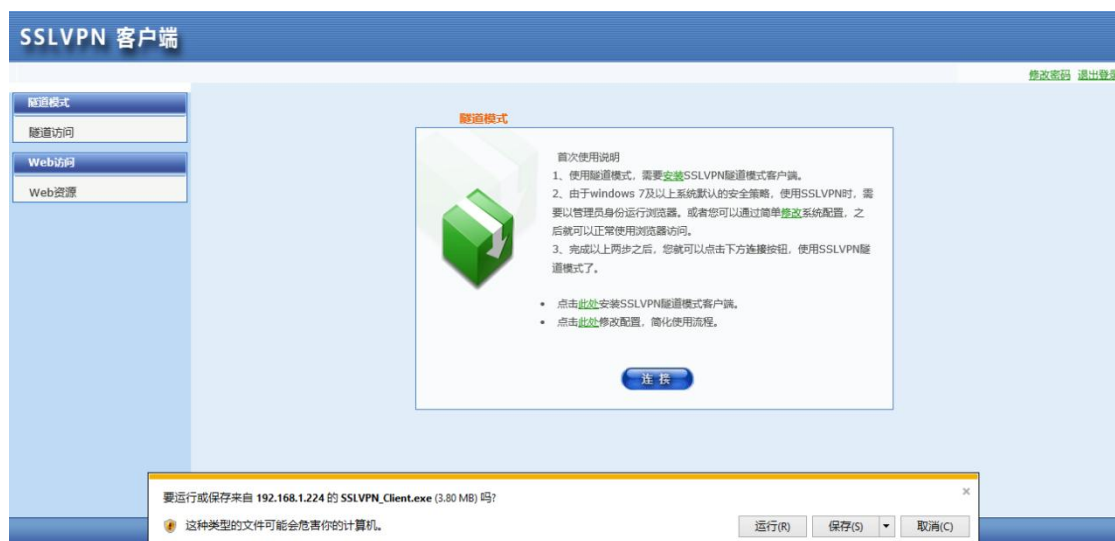 SSLVPN 客户端
修改密码 退出登录
隧道模式
隧道访问
Web访问
Web资源
隧道模式
首次使用说明
1、使用隧道模式，需要安装SSLVPN隧道模式客户端。
2、由于windows 7及以上系统默认的安全策略，使用SSLVPN时，需
要以管理员身份运行浏览器。或者您可以通过简单修改系统配置，之
后就可以正常使用浏览器访问。
3、完成以上两步之后，您就可以点击下方连接按钮，使用SSLVPN隧
道模式了。
• 点击此处安装SSLVPN隧道模式客户端。
• 点击此处修改配置，简化使用流程。
连 接
要运行或保存来自 192.168.1.224 的 SSLVPN_Client.exe (3.80 MB) 吗?
×
这种类型的文件可能会危害你的计算机。
运行(R) 保存(S) 取消(C)